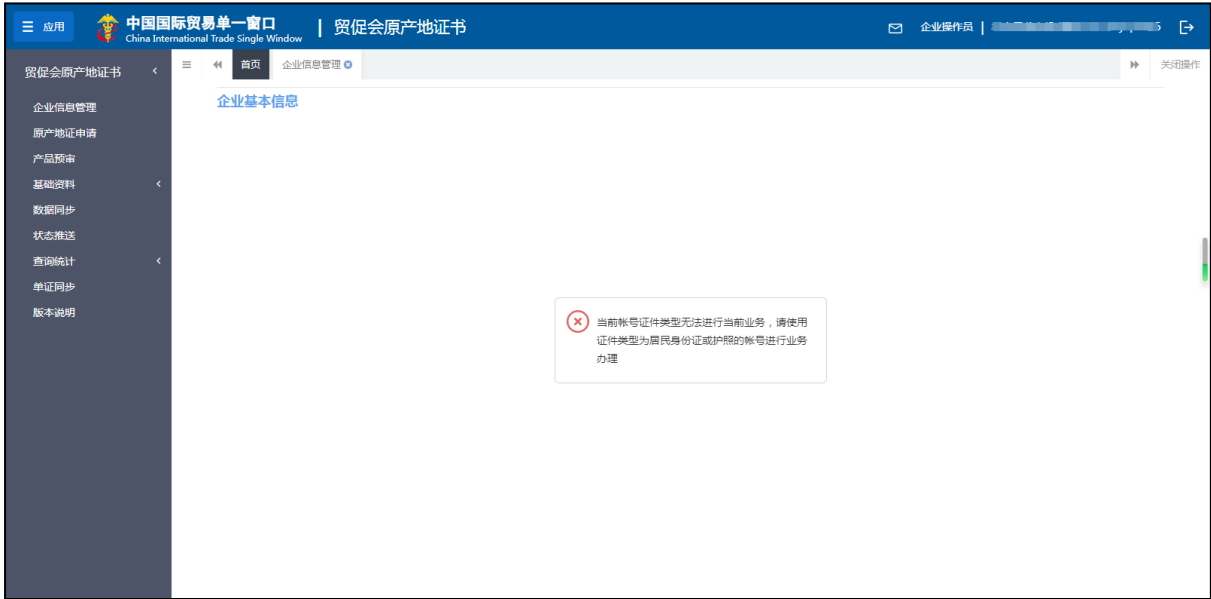 应用
中国国际贸易单一窗口
China International Trade Single Window
贸促会原产地证书
企业操作员
贸促会原产地证书
首页
企业信息管理
关闭操作
企业信息管理
原产地证申请
产品预审
基础资料
数据同步
状态推送
查询统计
单证同步
版本说明
企业基本信息
当前帐号证件类型无法进行当前业务,请使用
证件类型为居民身份证或护照的帐号进行业务
办理